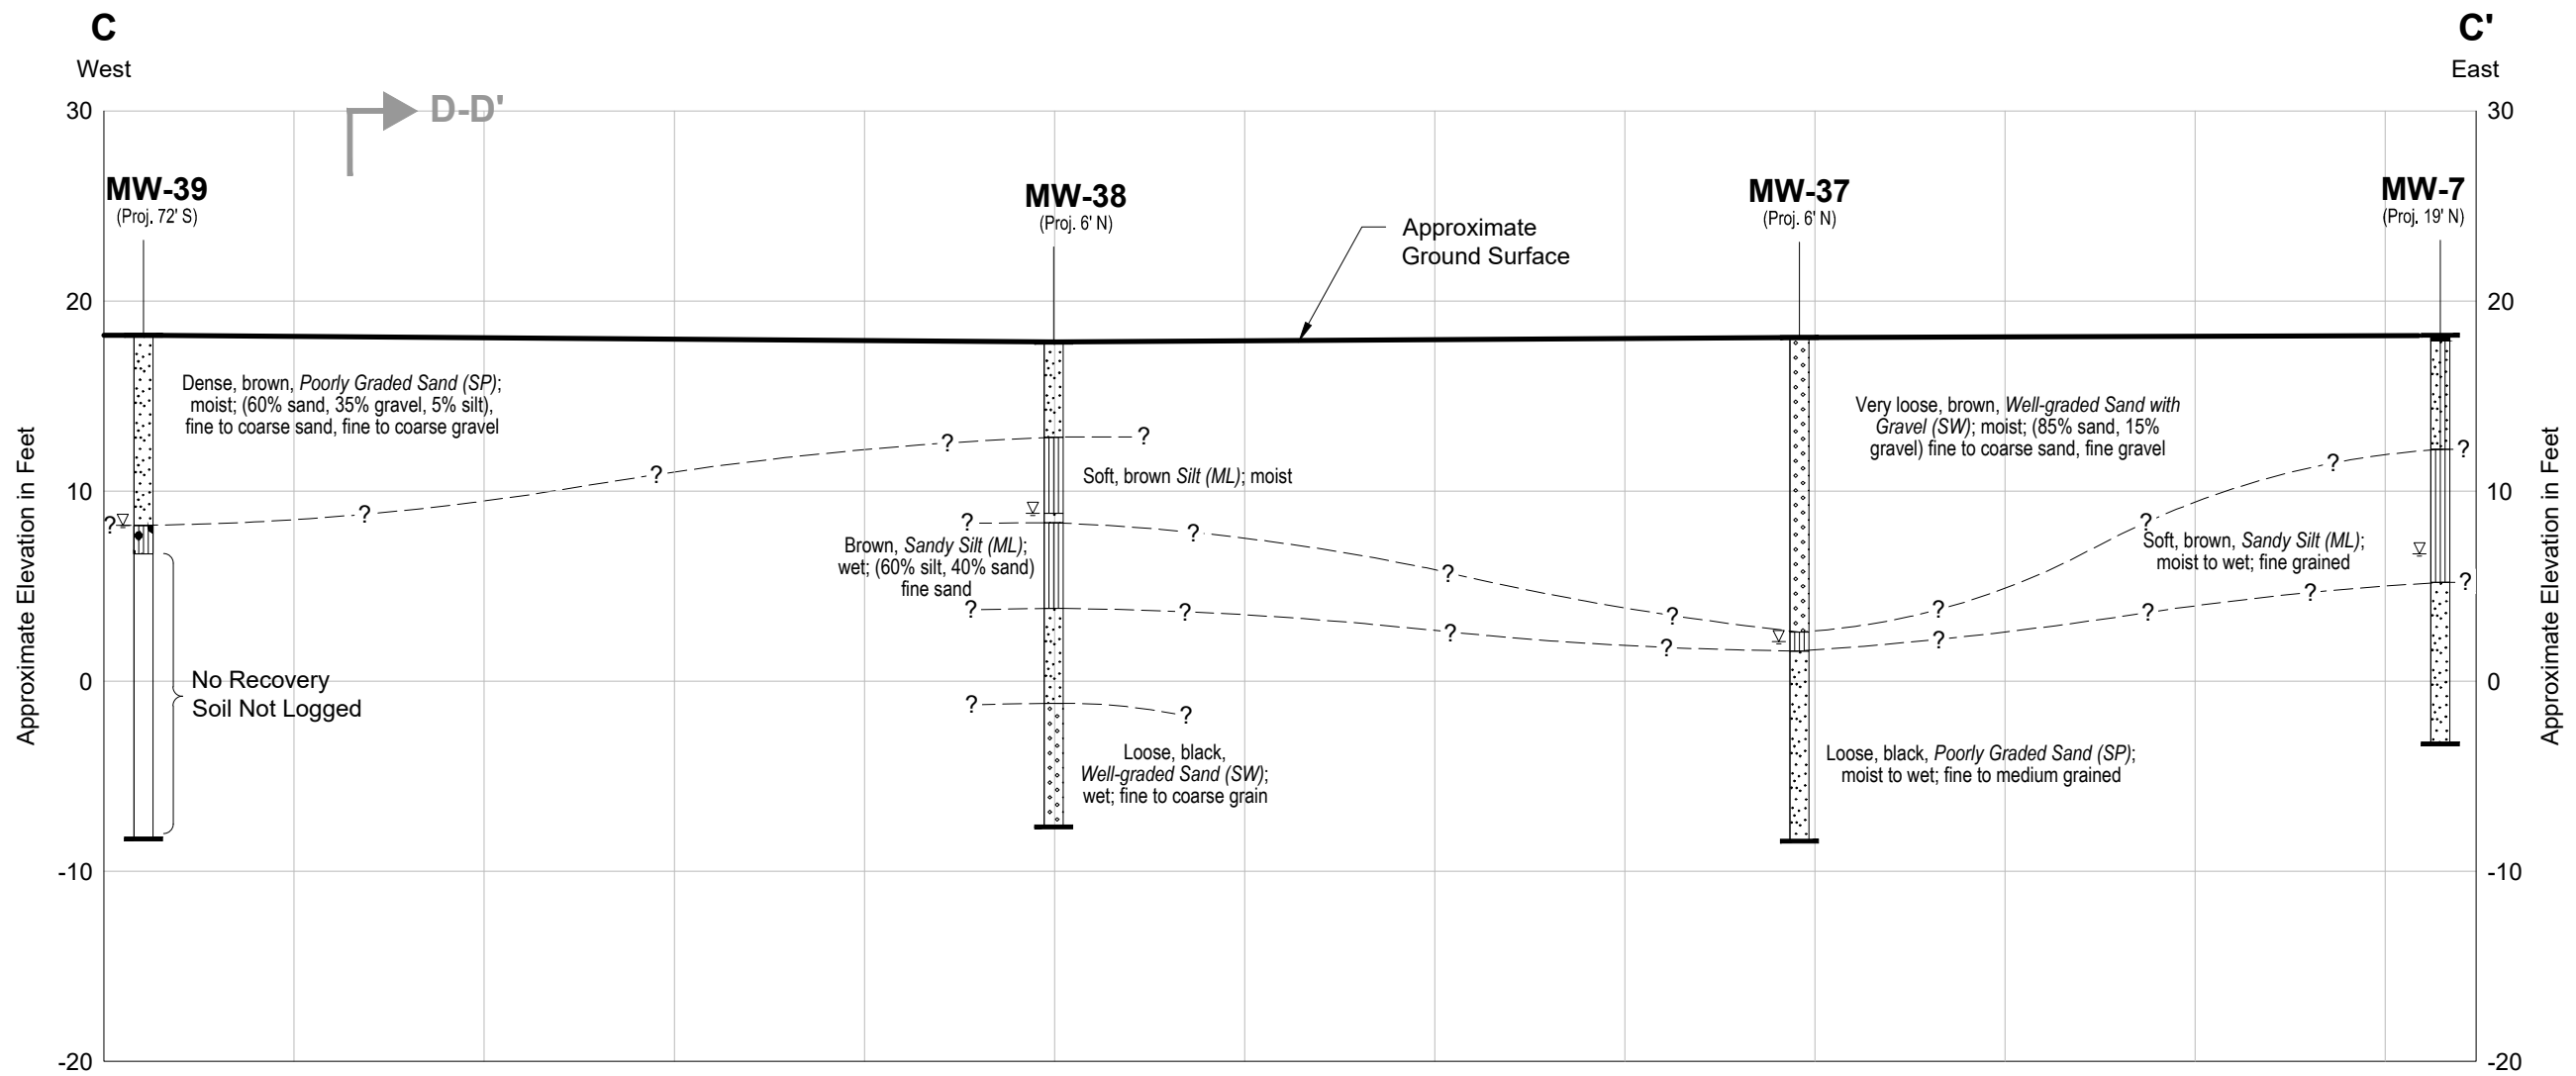 C
West
C'
East
D-D'
MW-39
(Proj. 72' S)
MW-38
(Proj. 6' N)
MW-37
(Proj. 6' N)
MW-7
(Proj. 19' N)
Approximate
Ground Surface
30
20
10
0
-10
-20
Approximate Elevation in Feet
30
20
10
0
-10
-20
Approximate Elevation in Feet
Dense, brown, Poorly Graded Sand (SP);
moist; (60% sand, 35% gravel, 5% silt),
fine to coarse sand, fine to coarse gravel
Very loose, brown, Well-graded Sand with
Gravel (SW); moist; (85% sand, 15%
gravel) fine to coarse sand, fine gravel
? ? ? ? ?
Soft, brown Silt (ML); moist
? ? ? ? ? ? ? ?
Brown, Sandy Silt (ML);
wet; (60% silt, 40% sand)
fine sand
Soft, brown, Sandy Silt (ML);
moist to wet; fine grained
? ? ? ? ? ? ? ?
No Recovery
Soil Not Logged
? ?
Loose, black,
Well-graded Sand (SW);
wet; fine to coarse grain
Loose, black, Poorly Graded Sand (SP);
moist to wet; fine to medium grained